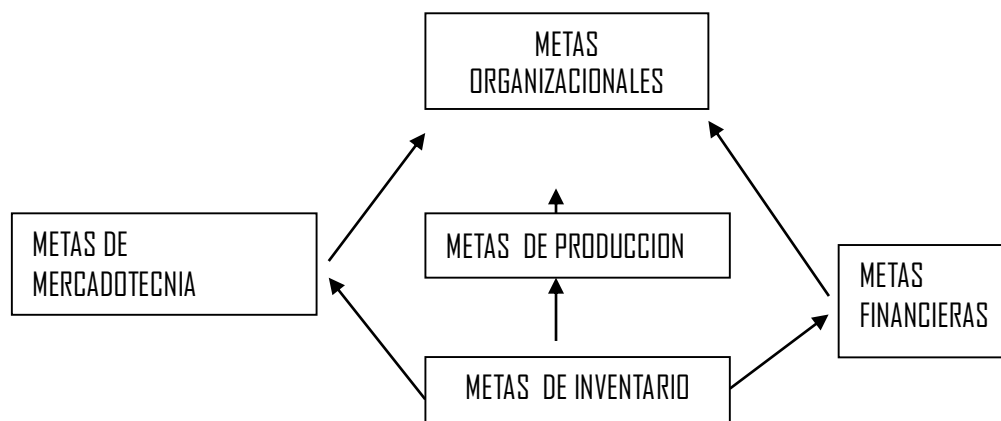 METAS
ORGANIZACIONALES
METAS DE
MERCADOTECNIA
METAS DE PRODUCCION
METAS
FINANCIERAS
METAS DE INVENTARIO